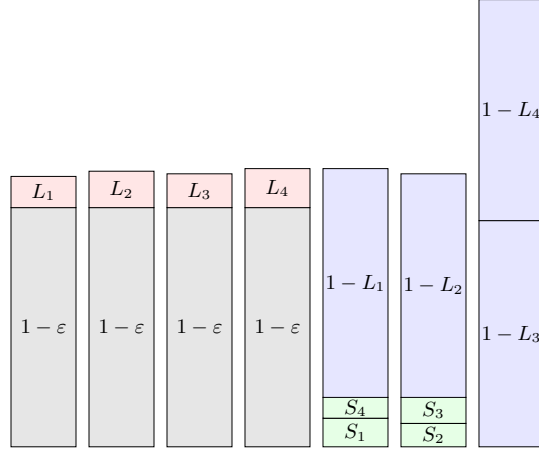 1 − L₄
L₁ L₂ L₃ L₄
1 − L₁ 1 − L₂
1 − ε 1 − ε 1 − ε 1 − ε 1 − L₃
S₄ S₃
S₁ S₂